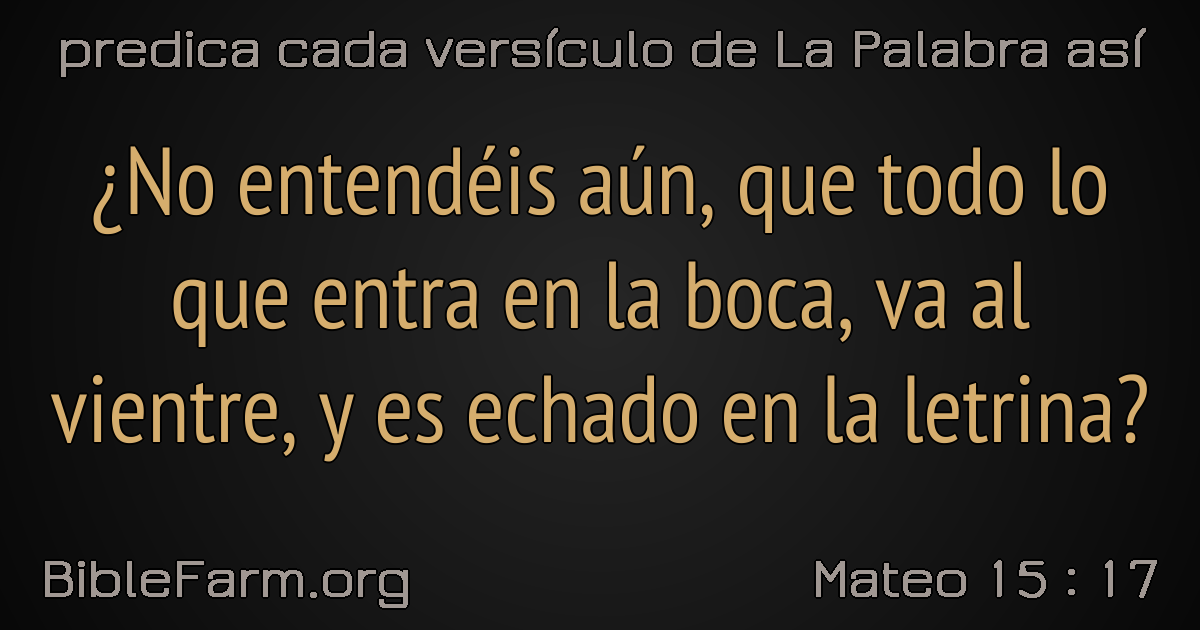 predica cada versículo de La Palabra así
¿No entendéis aún, que todo lo
que entra en la boca, va al
vientre, y es echado en la letrina?
BibleFarm.org
Mateo 15 : 17